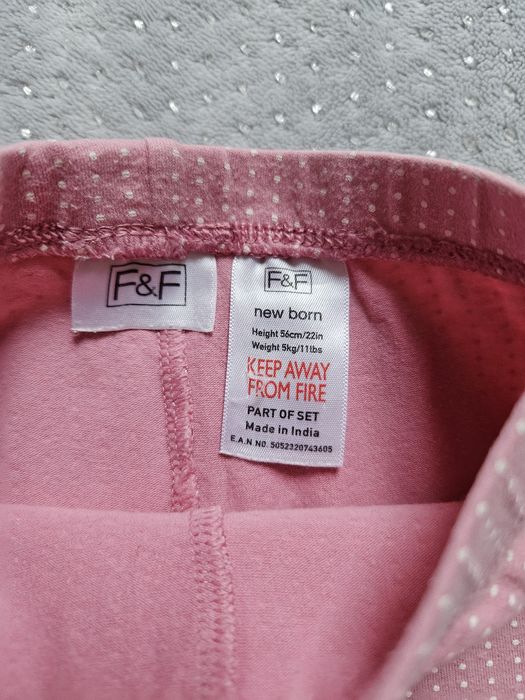 F&F
F&F
new born
Height 56cm/22in
Weight 5kg/11lbs
KEEP AWAY
FROM FIRE
PART OF SET
Made in India
E.A.N NO. 5052320743605